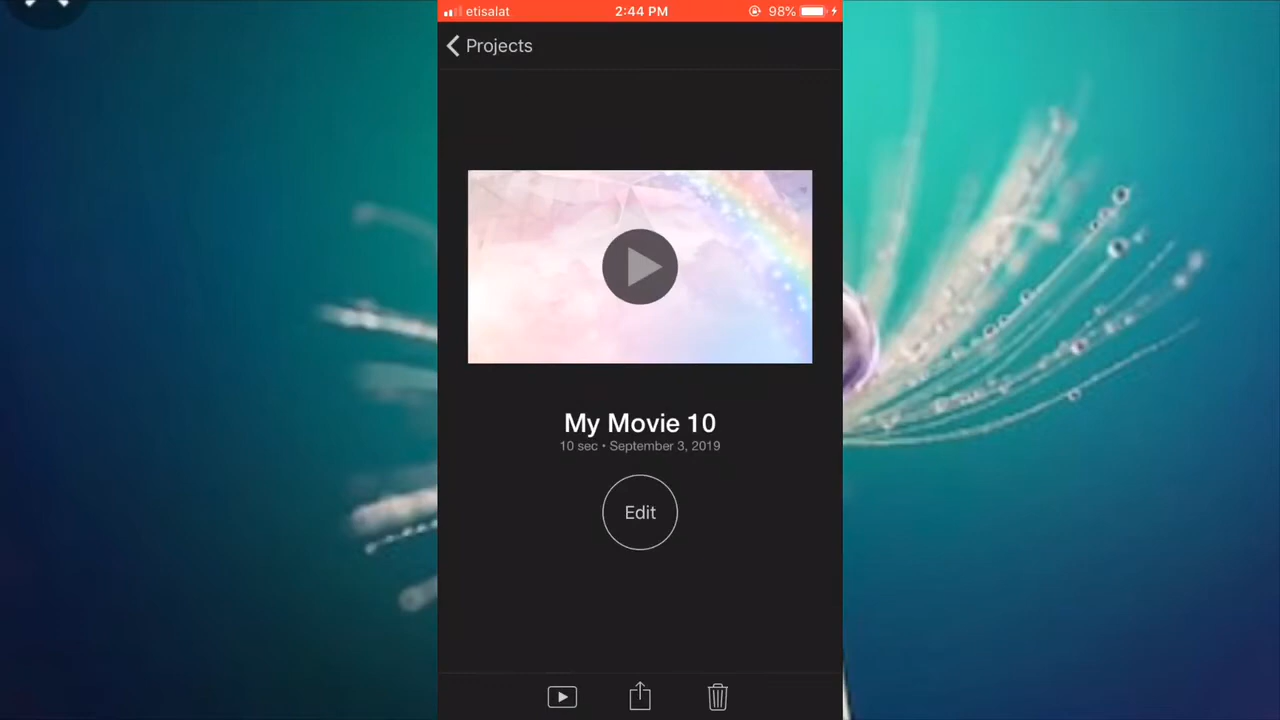 etisalat 2:44 PM 98%
Projects
My Movie 10
10 sec • September 3, 2019
Edit